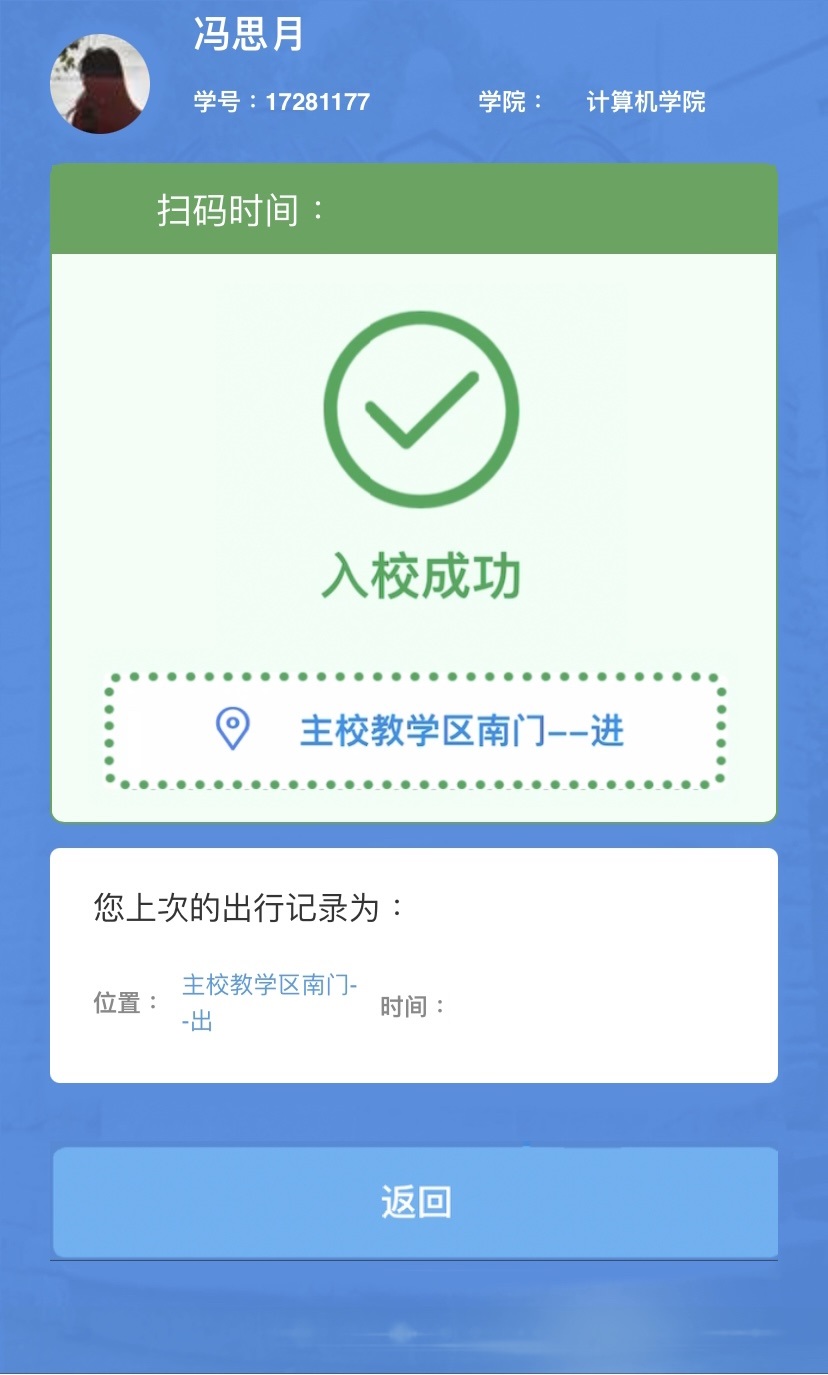 冯思月
学号：17281177 学院： 计算机学院
扫码时间：
入校成功
主校教学区南门--进
您上次的出行记录为：
位置： 主校教学区南门-
-出
时间：
返回